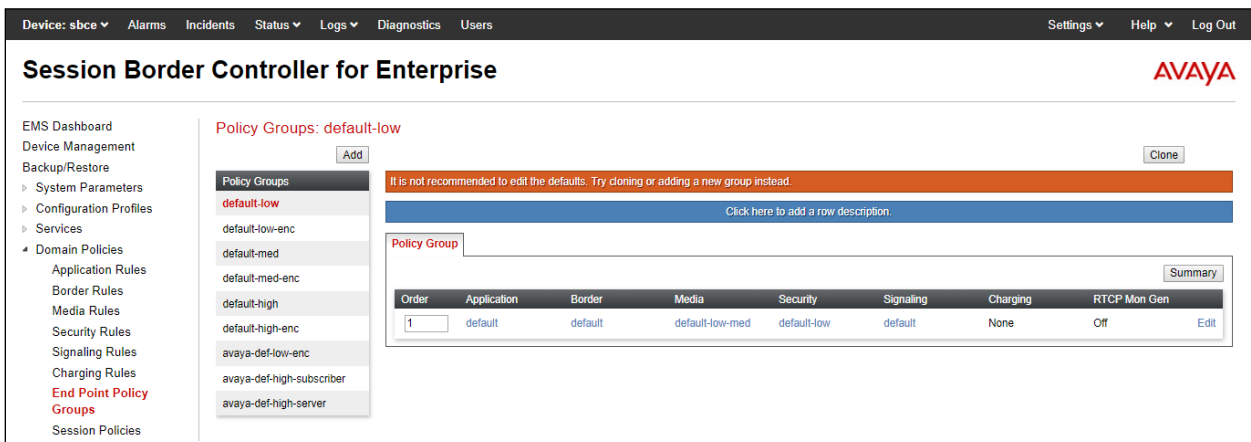 Device: sbce Alarms Incidents Status Logs Diagnostics Users Settings Help Log Out
Session Border Controller for Enterprise
AVAYA
EMS Dashboard
Device Management
Backup/Restore
System Parameters
Configuration Profiles
Services
Domain Policies
Application Rules
Border Rules
Media Rules
Security Rules
Signaling Rules
Charging Rules
End Point Policy
Groups
Session Policies
Policy Groups: default-low
Add
Clone
Policy Groups
default-low
default-low-enc
default-med
default-med-enc
default-high
default-high-enc
avaya-def-low-enc
avaya-def-high-subscriber
avaya-def-high-server
It is not recommended to edit the defaults. Try cloning or adding a new group instead.
Click here to add a row description.
Policy Group
Summary
Order Application Border Media Security Signaling Charging RTCP Mon Gen
1 default default default-low-med default-low default None Off Edit